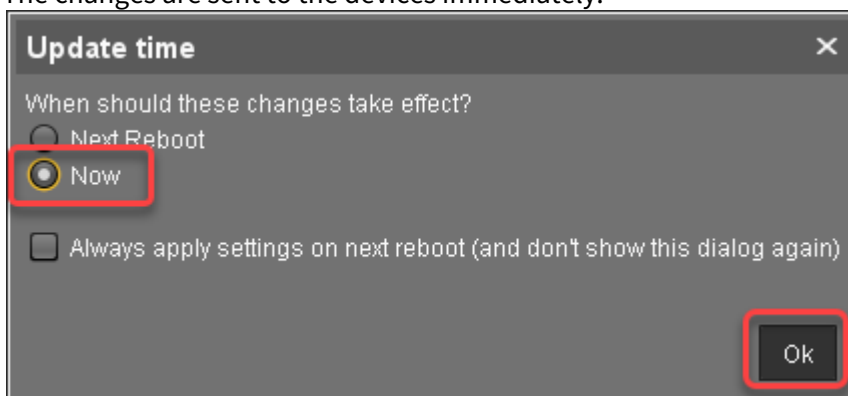 The changes are sent to the devices immediately.
Update time
When should these changes take effect?
Next Reboot
Now
Always apply settings on next reboot (and don't show this dialog again)
Ok